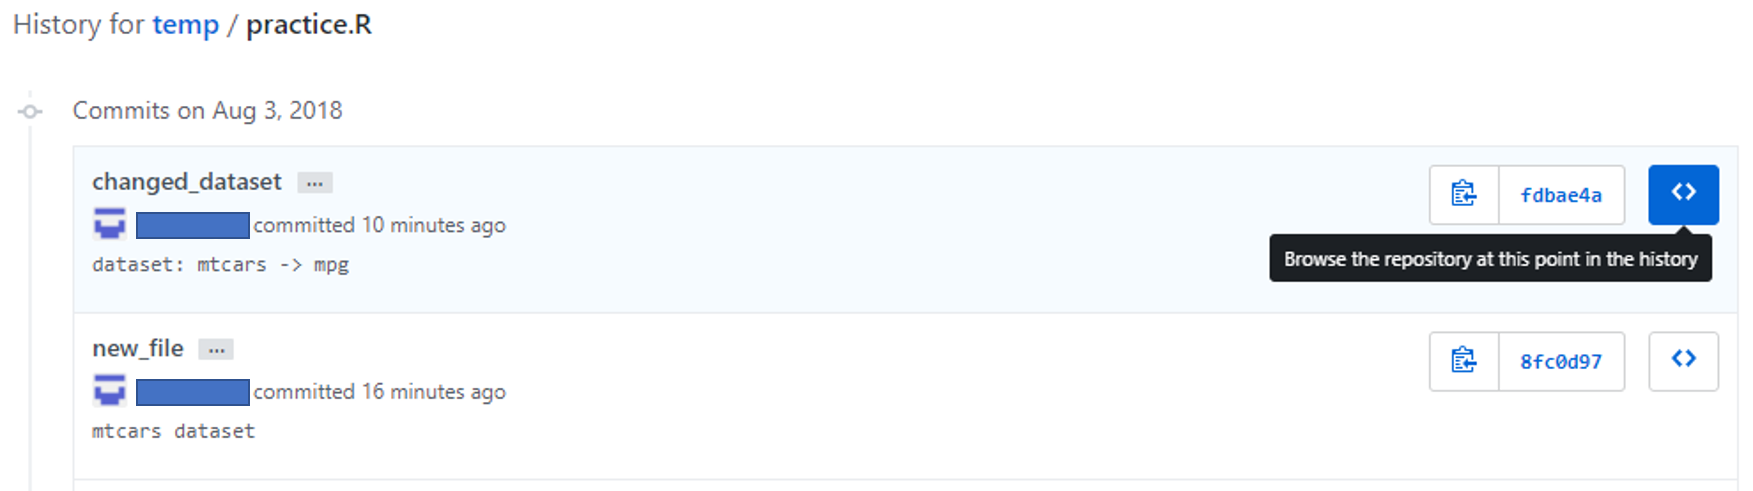 History for temp / practice.R
Commits on Aug 3, 2018
changed_dataset ...
fdbae4a
<>
committed 10 minutes ago
Browse the repository at this point in the history
dataset: mtcars -> mpg
new_file ...
8fc0d97
<>
committed 16 minutes ago
mtcars dataset